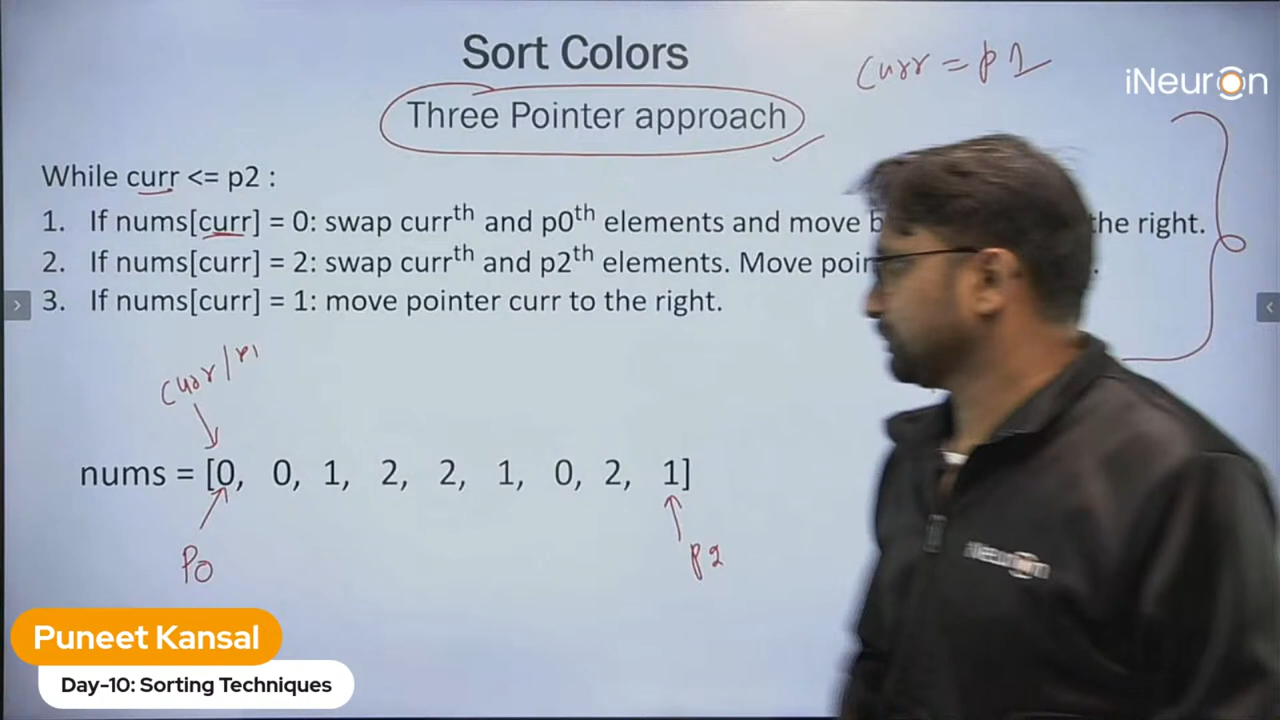 Sort Colors
curr = p1
iNeuron
Three Pointer approach
While curr <= p2 :
1. If nums[curr] = 0: swap currth and p0th elements and move the right.
2. If nums[curr] = 2: swap currth and p2th elements. Move
3. If nums[curr] = 1: move pointer curr to the right.
curr/p1
nums = [0, 0, 1, 2, 2, 1, 0, 2, 1]
P0
p2
iNeuron
Puneet Kansal
Day-10: Sorting Techniques